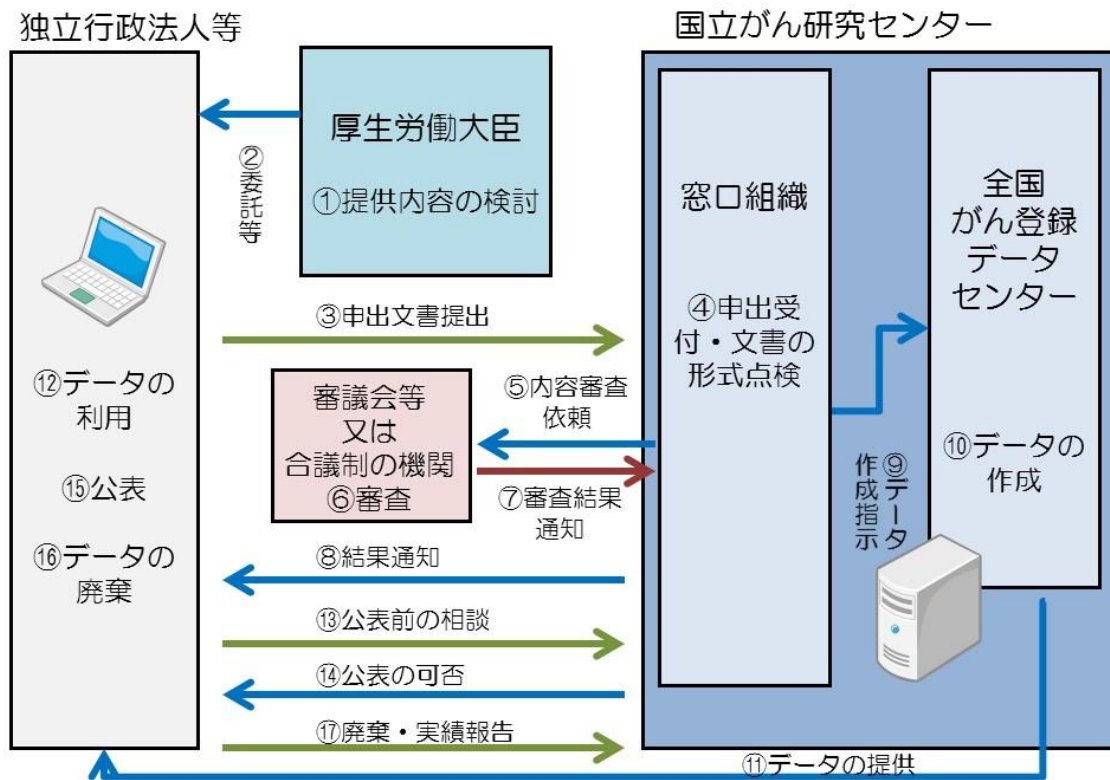 独立行政法人等
国立がん研究センター
厚生労働大臣
①提供内容の検討
②委託等
窓口組織
④申出受
付・文書の
形式点検
全国
がん登録
データ
センター
③申出文書提出
⑫データの
利用
⑮公表
⑯データの
廃棄
審議会等
又は
合議制の機関
⑥審査
⑤内容審査
依頼
⑦審査結果
通知
⑨データ
作成指示
⑩データの
作成
⑧結果通知
⑬公表前の相談
⑭公表の可否
⑰廃棄・実績報告
⑪データの提供